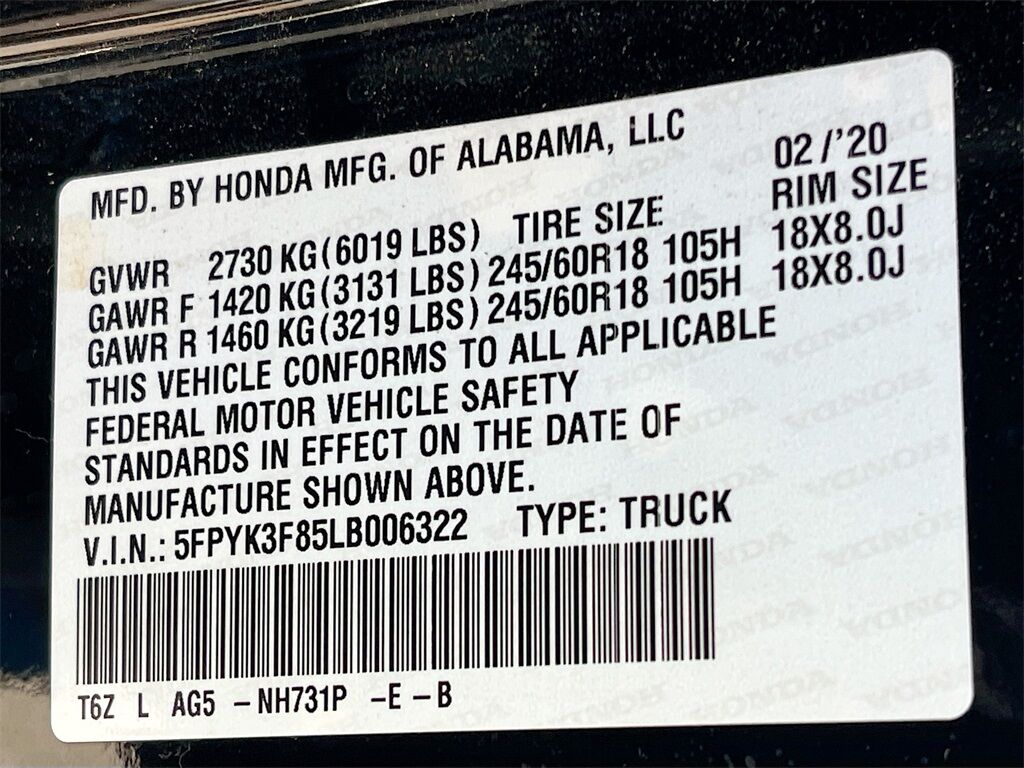 MFD. BY HONDA MFG. OF ALABAMA, LLC 02/'20
GVWR 2730 KG(6019 LBS) TIRE SIZE RIM SIZE
GAWR F 1420 KG(3131 LBS) 245/60R18 105H 18X8.0J
GAWR R 1460 KG(3219 LBS) 245/60R18 105H 18X8.0J
THIS VEHICLE CONFORMS TO ALL APPLICABLE
FEDERAL MOTOR VEHICLE SAFETY
STANDARDS IN EFFECT ON THE DATE OF
MANUFACTURE SHOWN ABOVE.
V.I.N.: 5FPYK3F85LB006322 TYPE: TRUCK
T6Z L AG5 –NH731P –E –B